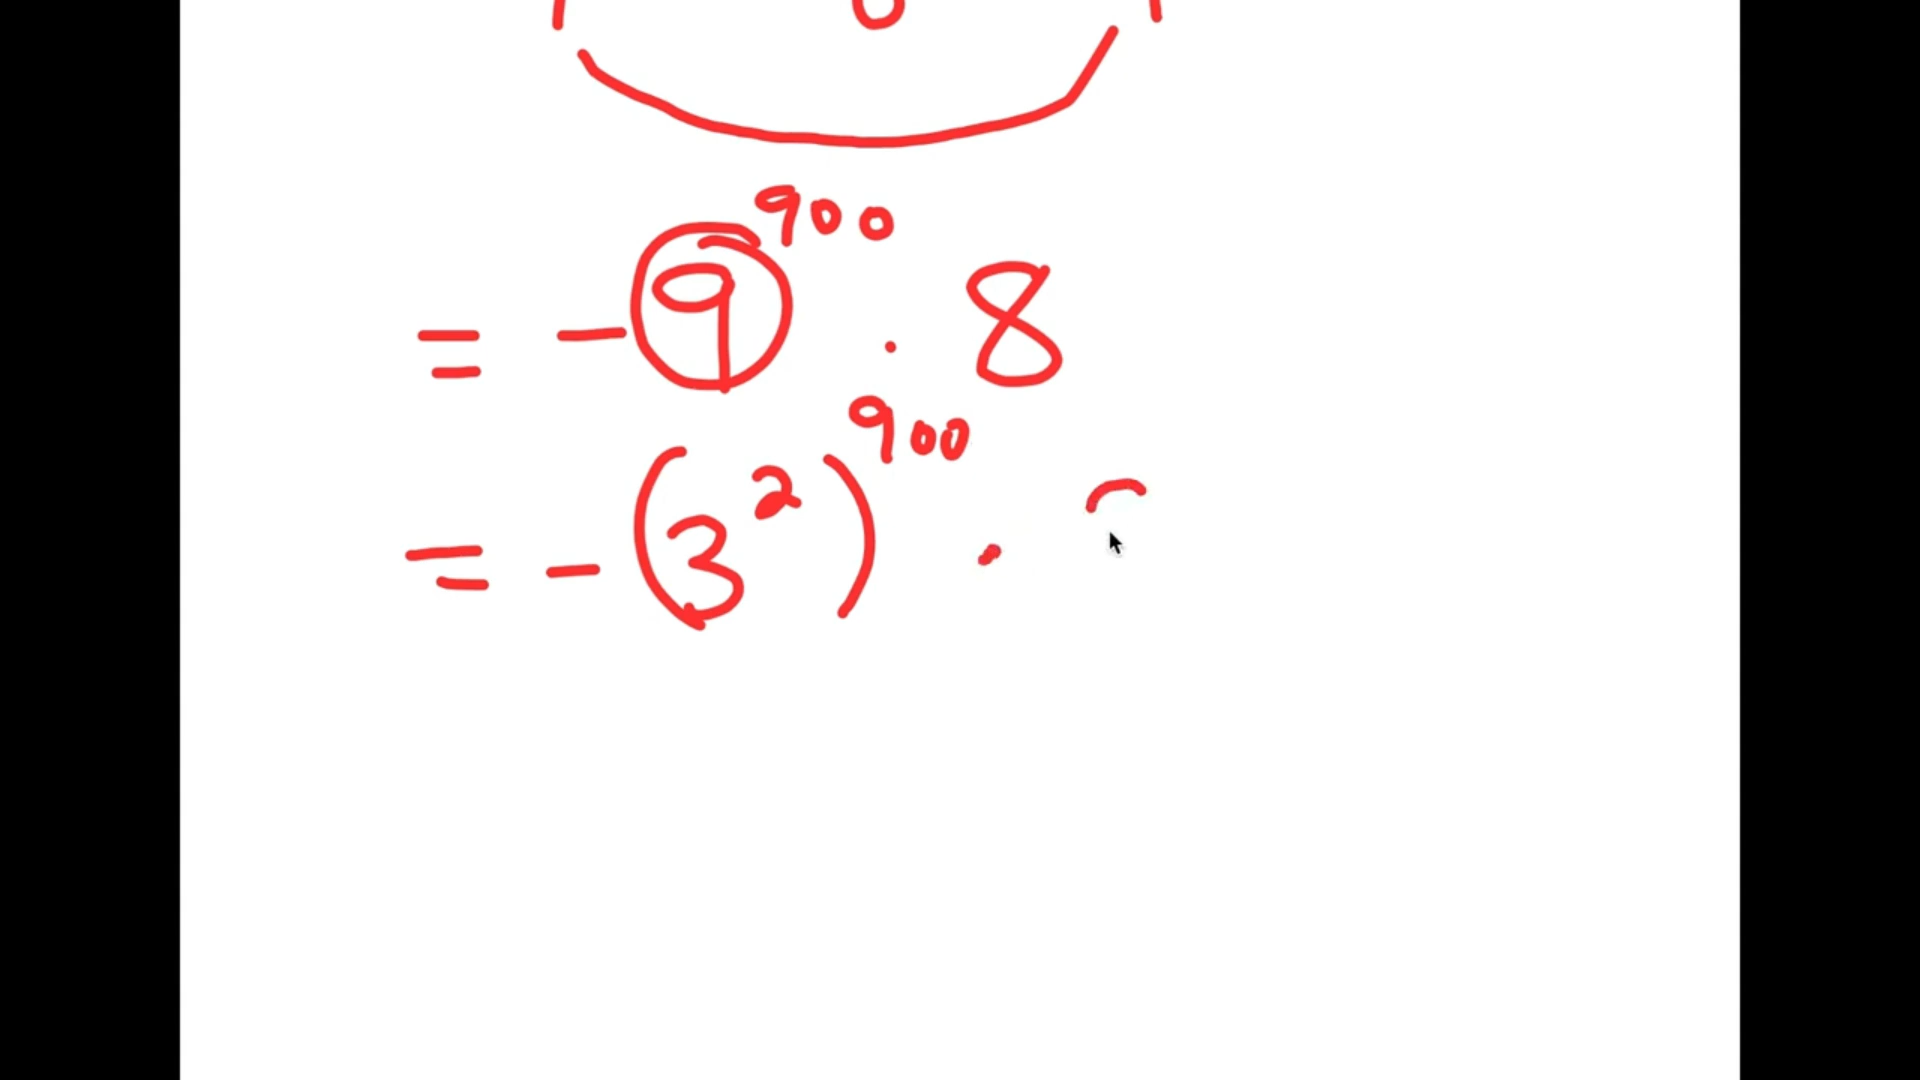 = - 9^900 · 8
= - (3^2)^900 ·